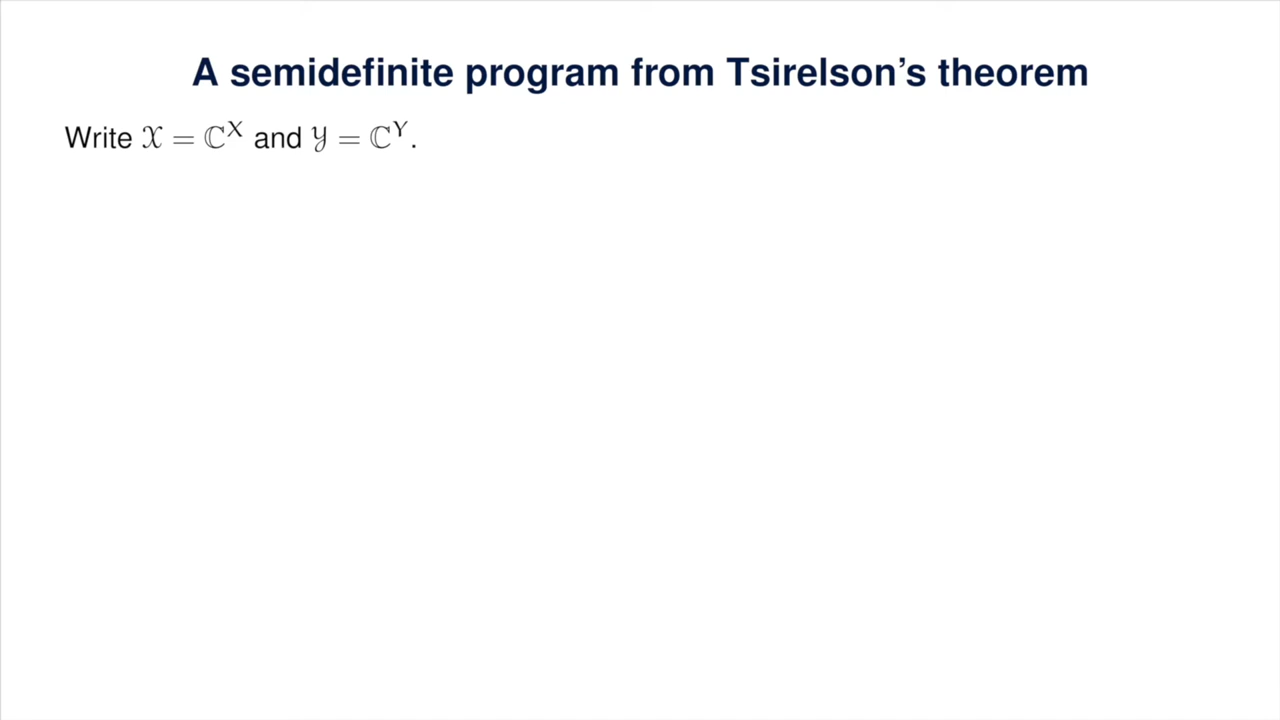 A semidefinite program from Tsirelson’s theorem
Write 𝒳 = ℂ^X and 𝒴 = ℂ^Y.